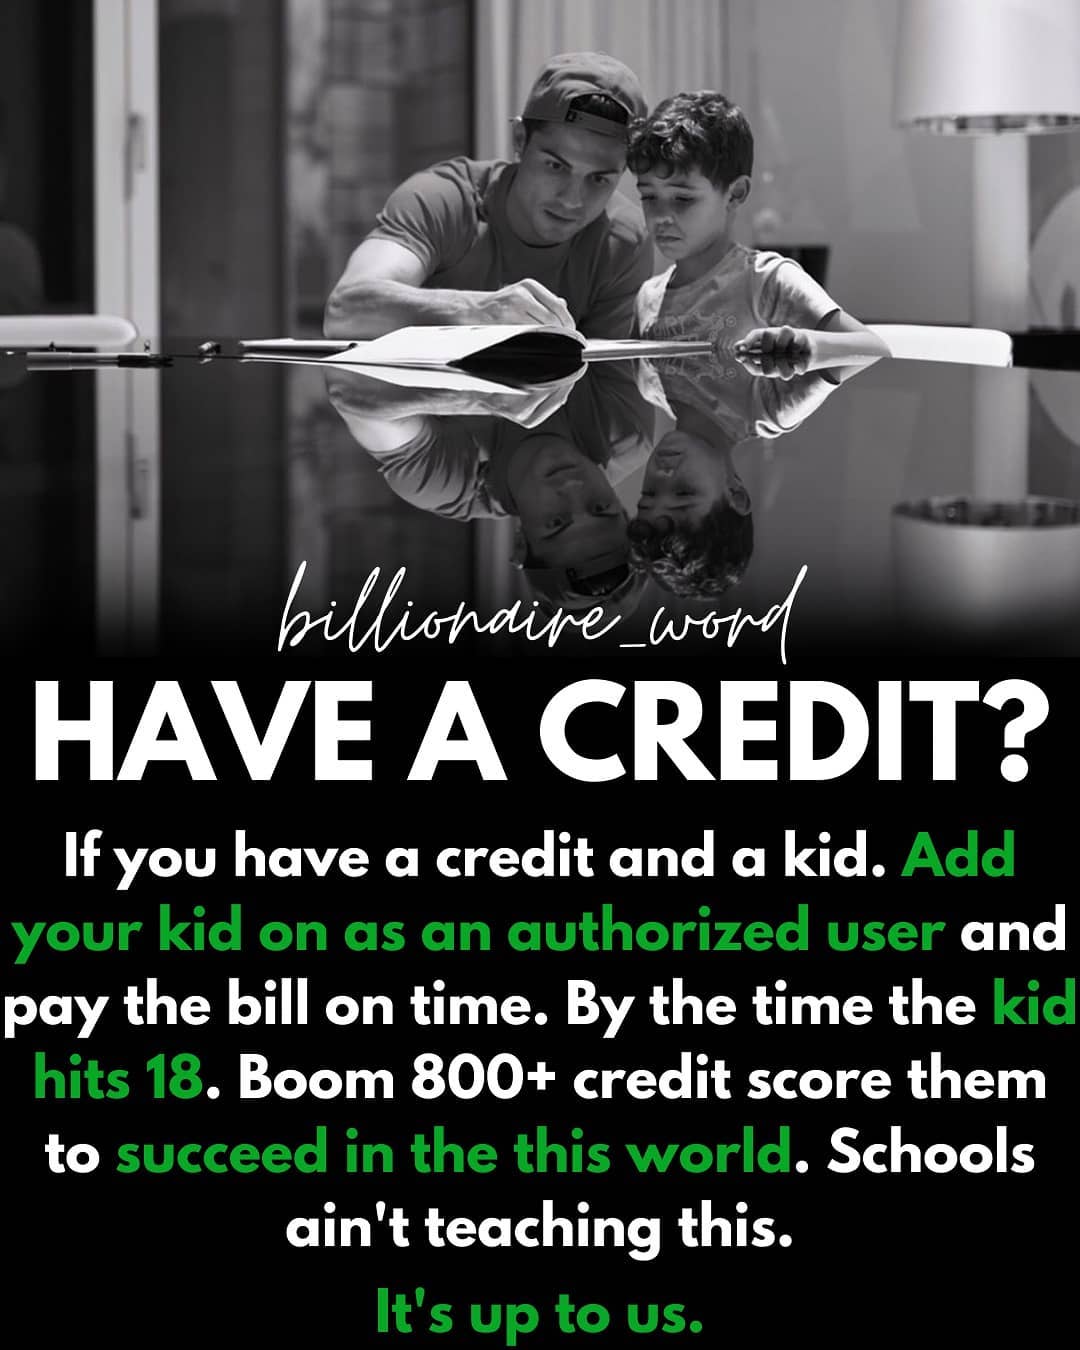 billionaire_word
HAVE A CREDIT?
If you have a credit and a kid. Add
your kid on as an authorized user and
pay the bill on time. By the time the kid
hits 18. Boom 800+ credit score them
to succeed in the this world. Schools
ain't teaching this.
It's up to us.